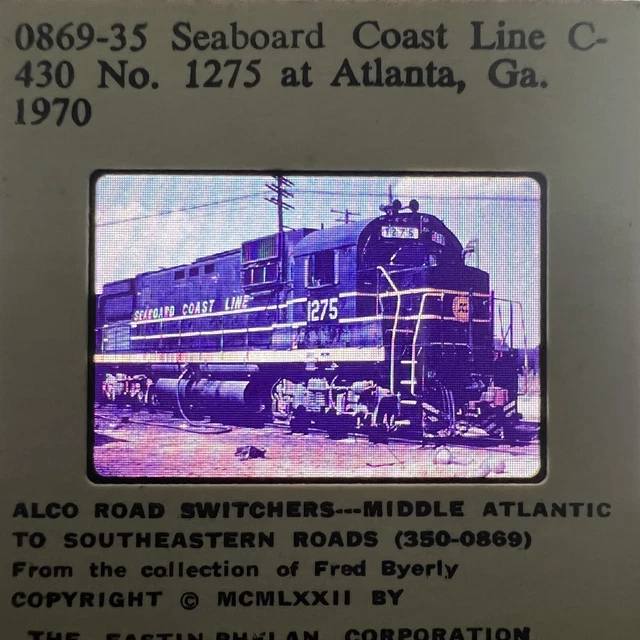 0869-35 Seaboard Coast Line C-
430 No. 1275 at Atlanta, Ga.
1970
1275
SEABOARD COAST LINE
1275
ALCO ROAD SWITCHERS---MIDDLE ATLANTIC
TO SOUTHEASTERN ROADS (350-0869)
From the collection of Fred Byerly
COPYRIGHT © MCMLXXII BY
THE EASTIN-PHELAN CORPORATION